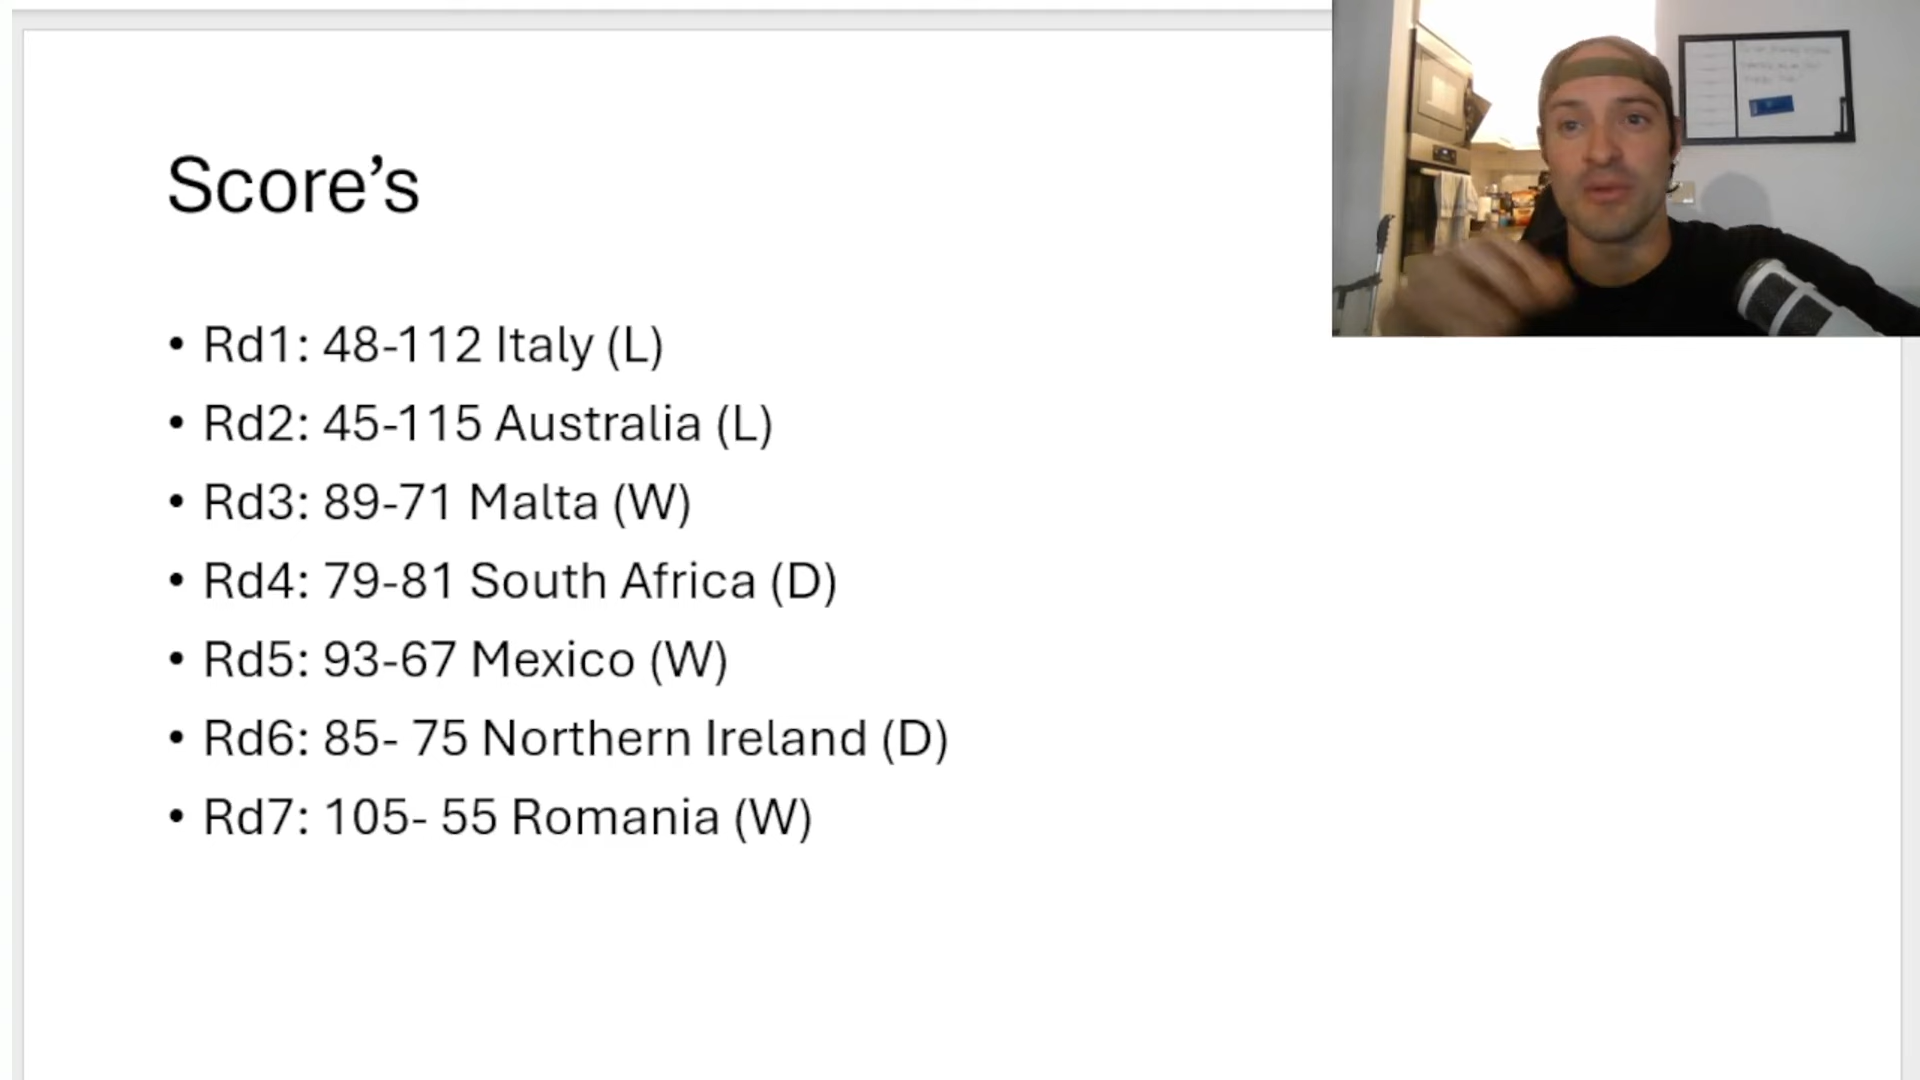 Score’s
• Rd1: 48-112 Italy (L)
• Rd2: 45-115 Australia (L)
• Rd3: 89-71 Malta (W)
• Rd4: 79-81 South Africa (D)
• Rd5: 93-67 Mexico (W)
• Rd6: 85- 75 Northern Ireland (D)
• Rd7: 105- 55 Romania (W)